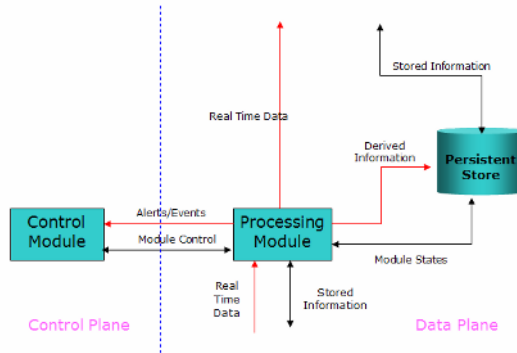 Stored Information
Real Time Data
Derived
Information
Persistent
Store
Alerts/Events
Control
Module
Processing
Module
Module Control
Module States
Real
Time
Data
Stored
Information
Control Plane
Data Plane